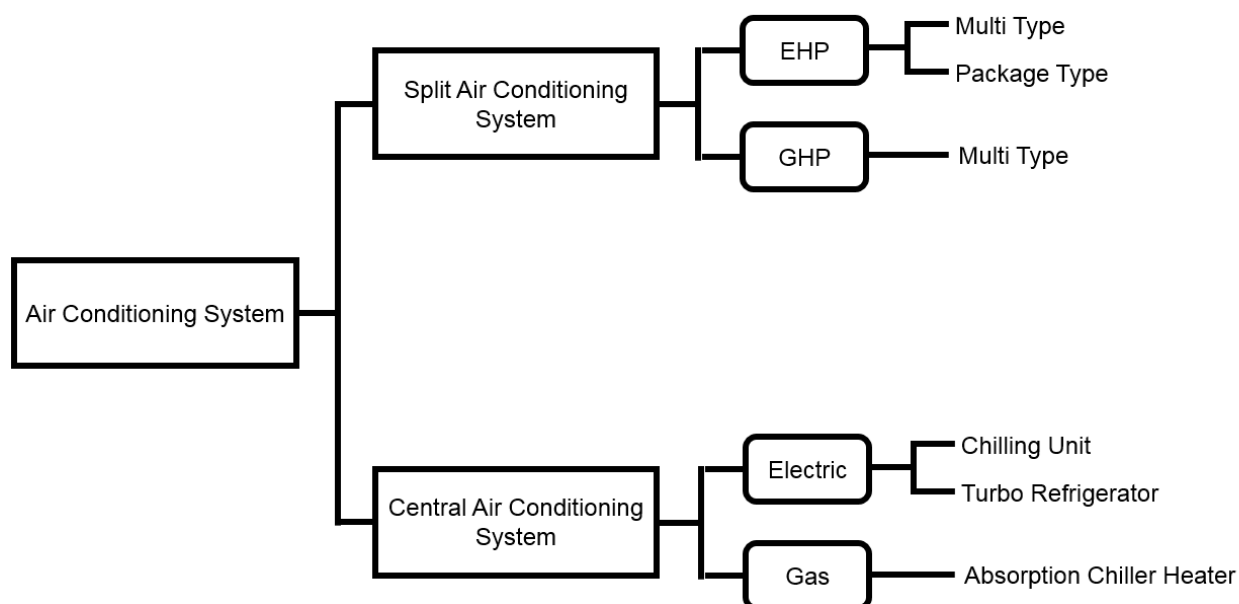 Multi Type
EHP
Package Type
Split Air Conditioning
System
GHP
Multi Type
Air Conditioning System
Chilling Unit
Electric
Turbo Refrigerator
Central Air Conditioning
System
Gas
Absorption Chiller Heater